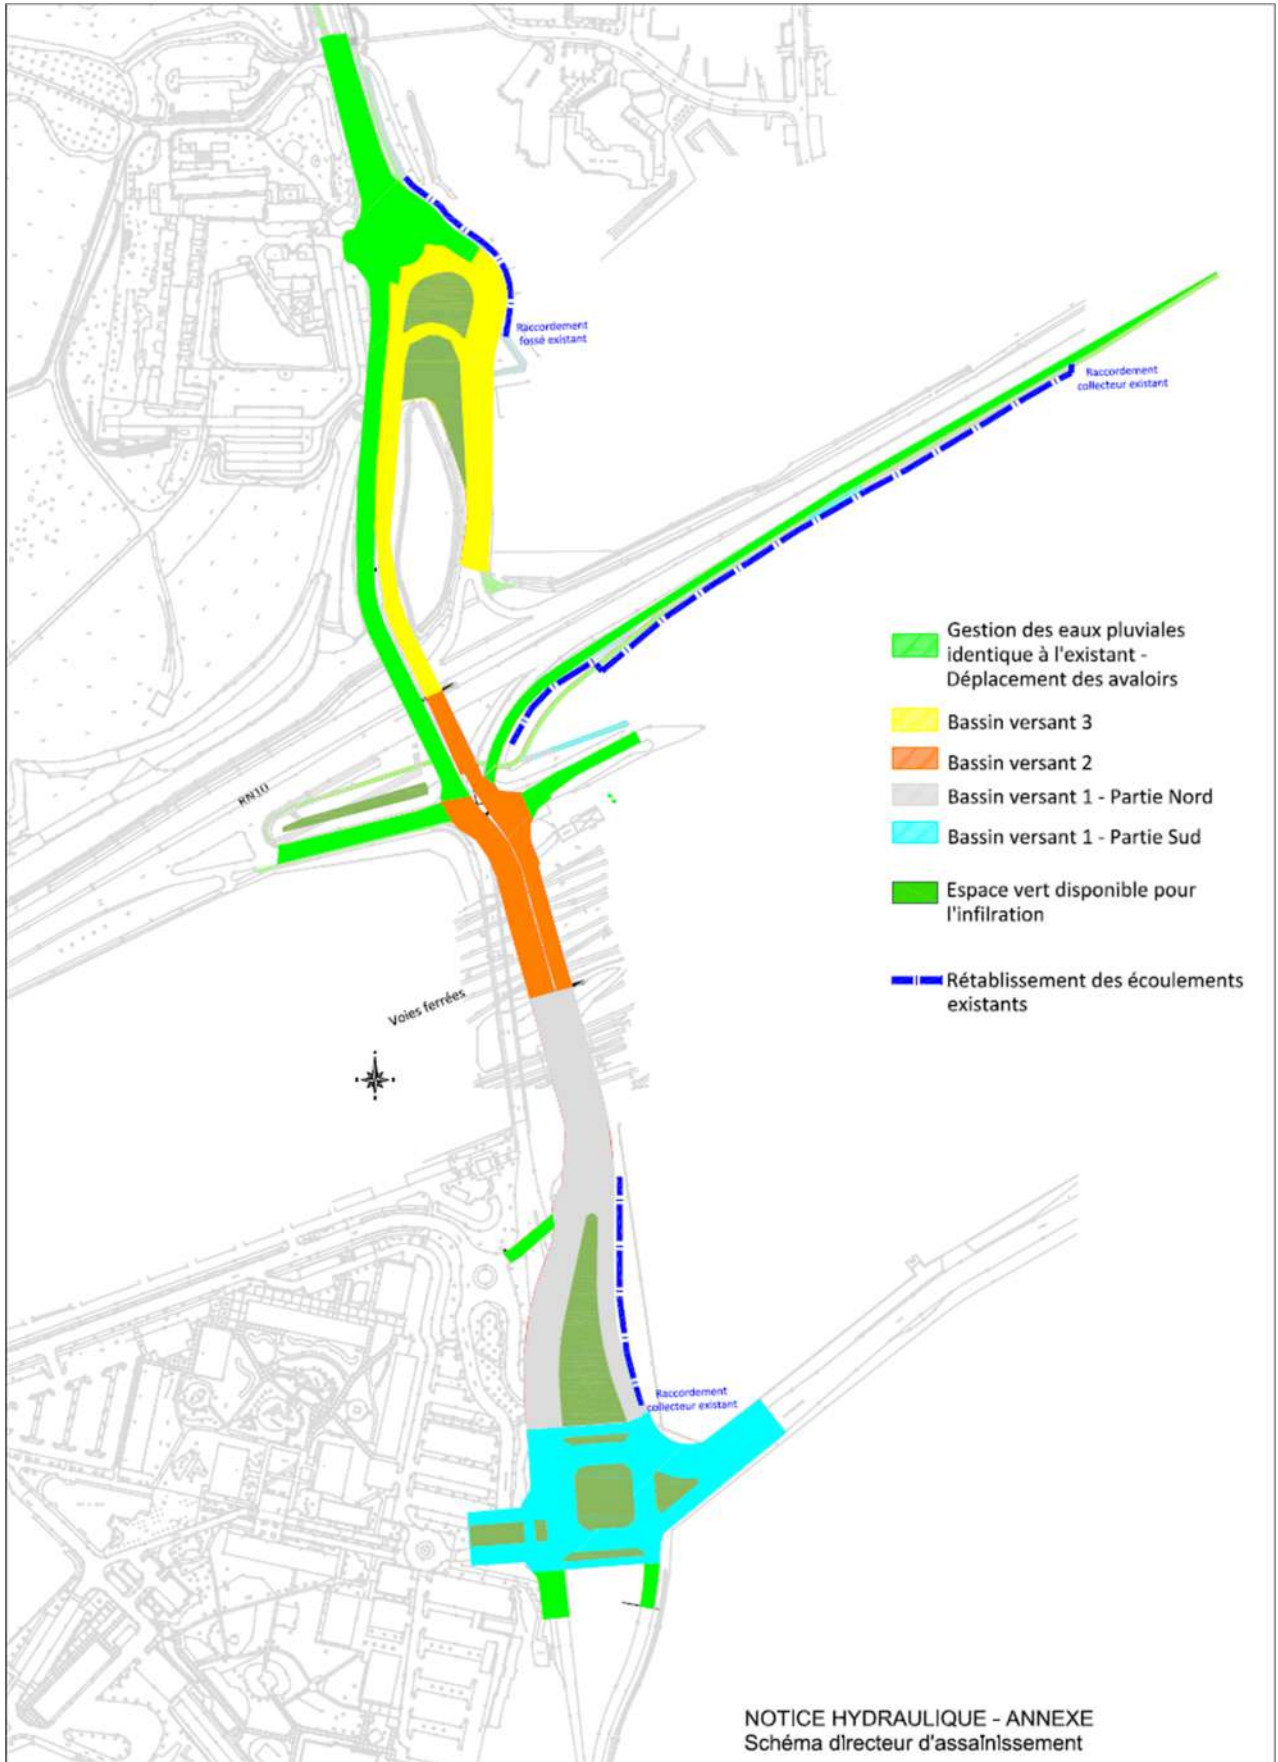 Raccordement
fossé existant
Raccordement
collecteur existant
Gestion des eaux pluviales
identique à l'existant -
Déplacement des avaloirs
Bassin versant 3
Bassin versant 2
Bassin versant 1 - Partie Nord
Bassin versant 1 - Partie Sud
Espace vert disponible pour
l'infilration
Rétablissement des écoulements
existants
RN10
Voies ferrées
Raccordement
collecteur existant
NOTICE HYDRAULIQUE - ANNEXE
Schéma directeur d'assaînissement